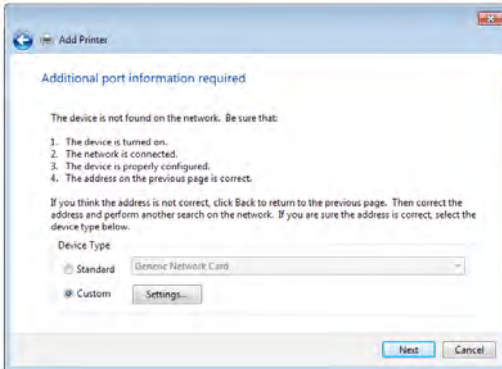 Add Printer
Additional port information required
The device is not found on the network. Be sure that:
1. The device is turned on.
2. The network is connected.
3. The device is properly configured.
4. The address on the previous page is correct.
If you think the address is not correct, click Back to return to the previous page. Then correct the
address and perform another search on the network. If you are sure the address is correct, select the
device type below.
Device Type
Standard
Generic Network Card
Custom
Settings...
Next
Cancel